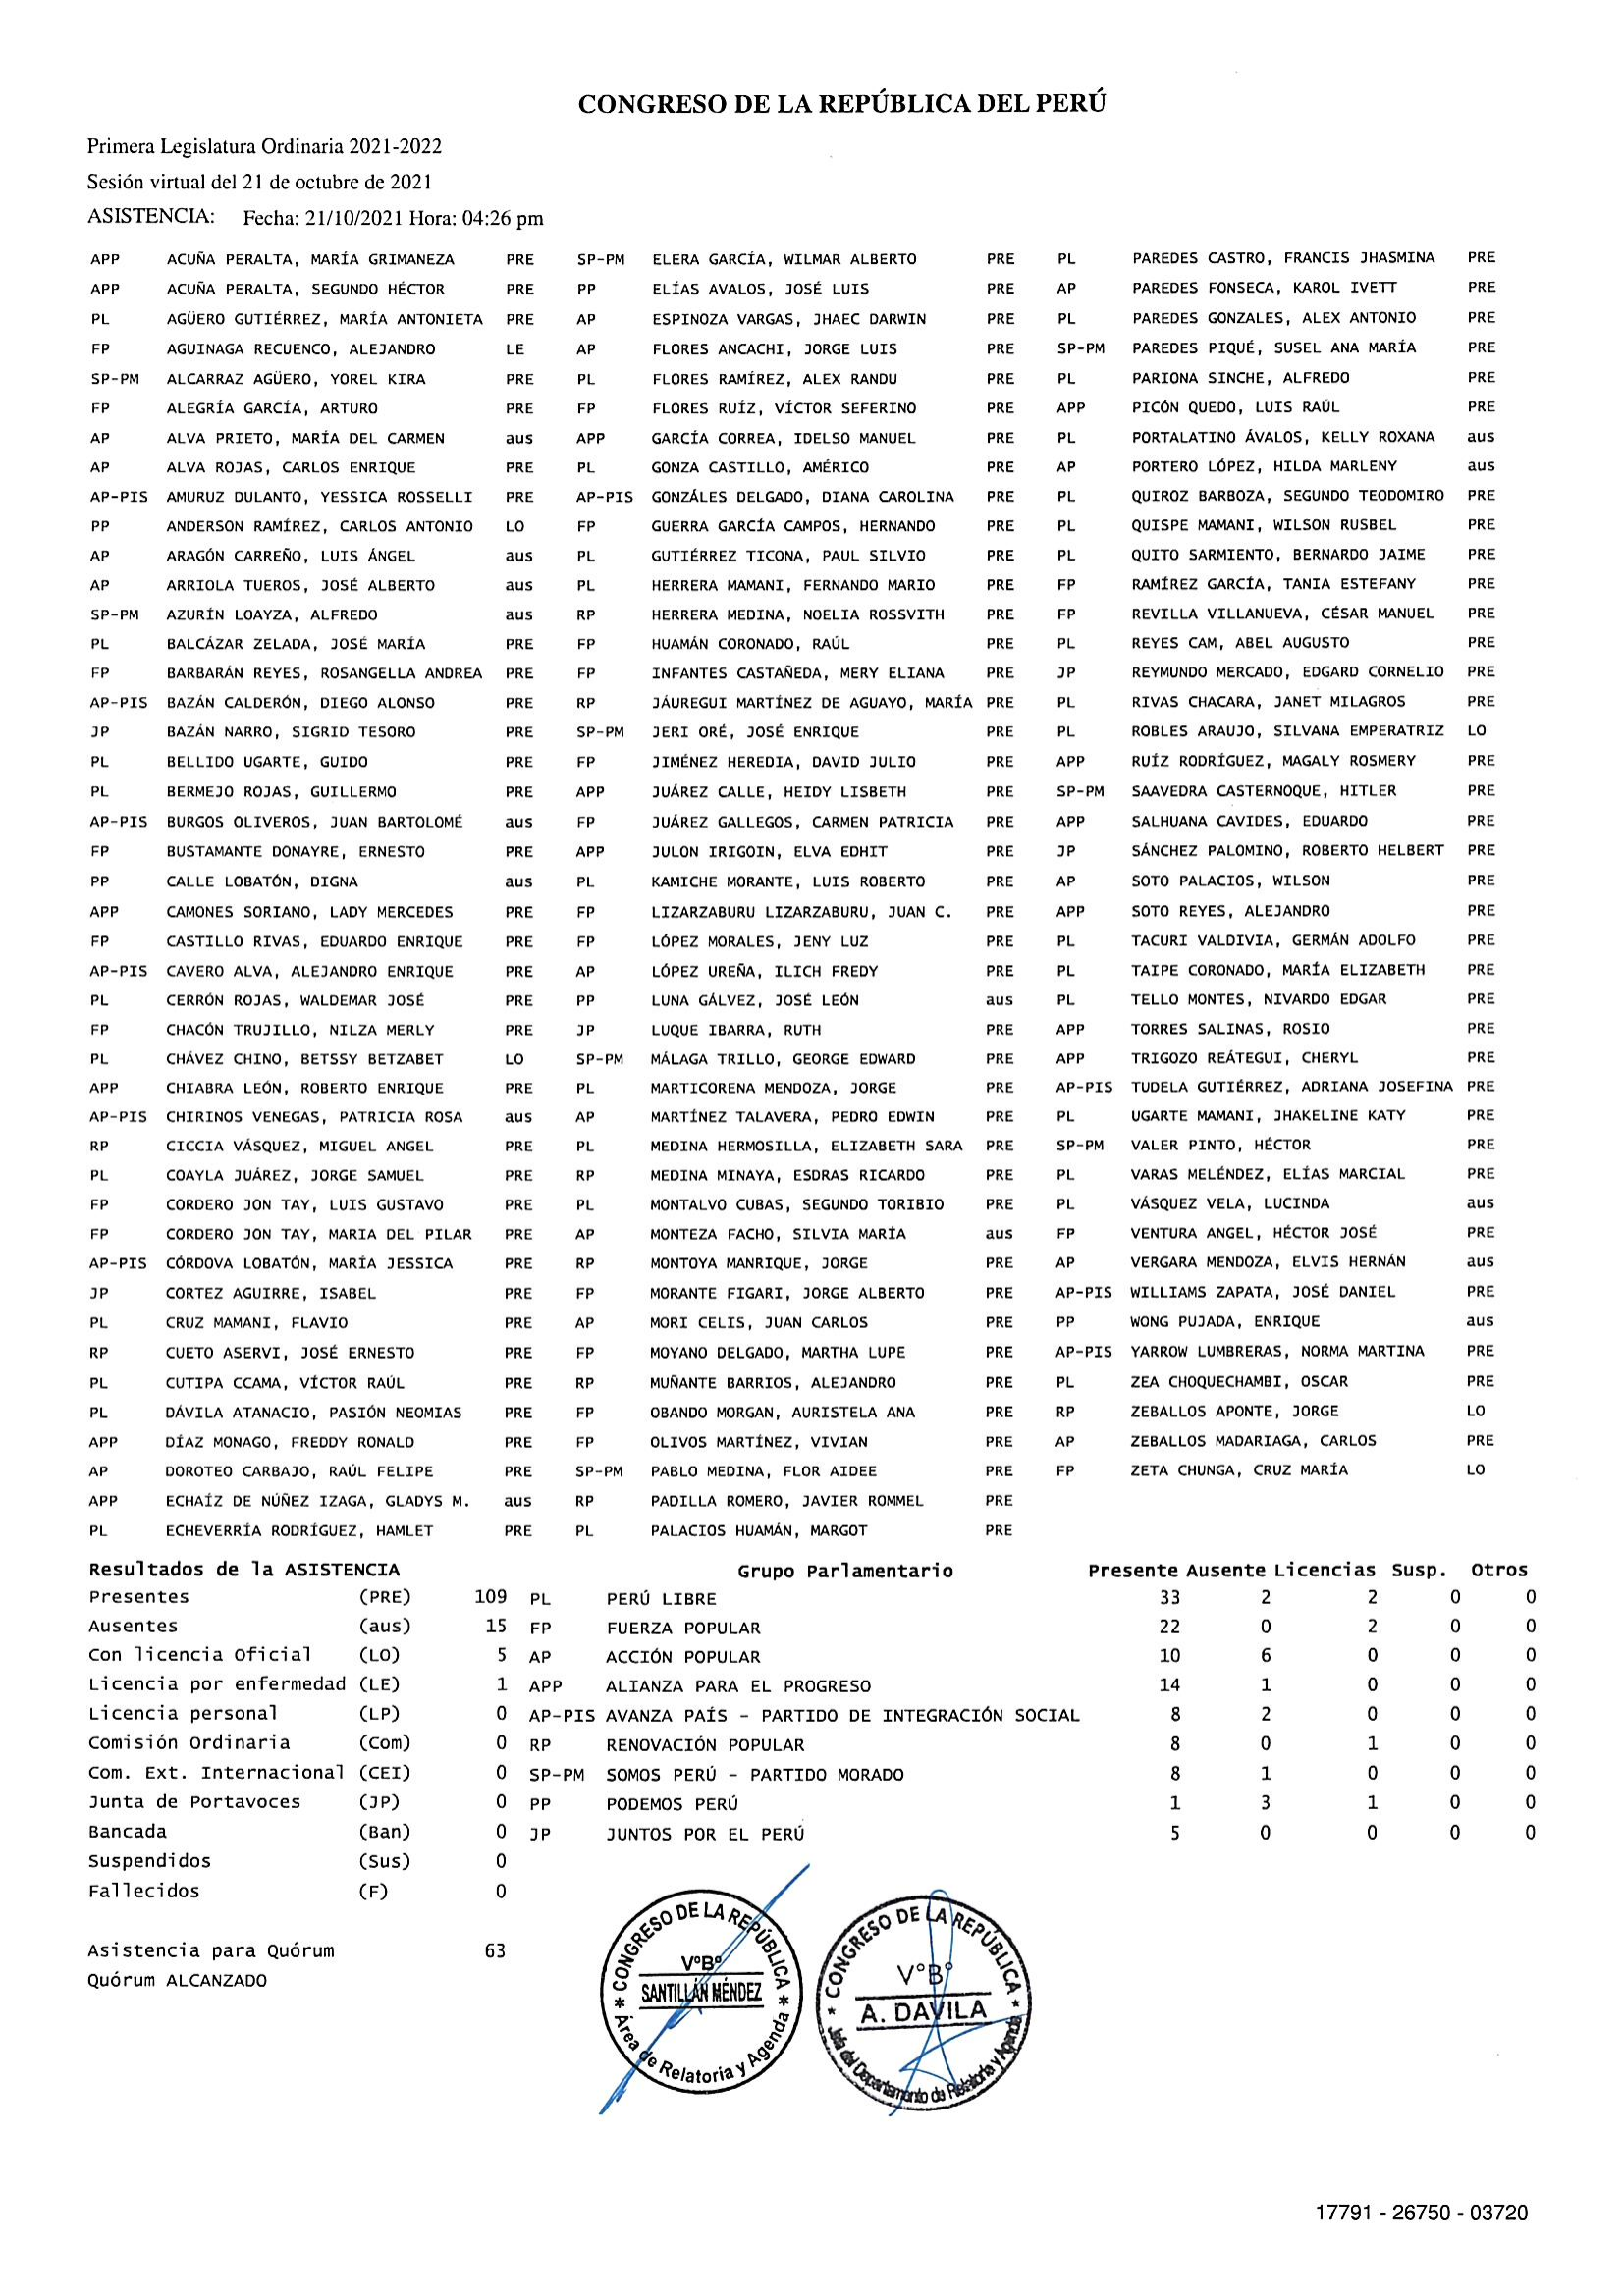 CONGRESO DE LA REPÚBLICA DEL PERÚ
Primera Legislatura Ordinaria 2021-2022
Sesión virtual del 21 de octubre de 2021
ASISTENCIA: Fecha: 21/10/2021 Hora: 04:26 pm
APP ACUÑA PERALTA, MARÍA GRIMANEZA PRE SP-PM ELERA GARCÍA, WILMAR ALBERTO PRE PL PAREDES CASTRO, FRANCIS JHASMINA PRE
APP ACUÑA PERALTA, SEGUNDO HÉCTOR PRE PP ELÍAS AVALOS, JOSÉ LUIS PRE AP PAREDES FONSECA, KAROL IVETT PRE
PL AGÜERO GUTIÉRREZ, MARÍA ANTONIETA PRE AP ESPINOZA VARGAS, JHAEC DARWIN PRE PL PAREDES GONZALES, ALEX ANTONIO PRE
FP AGUINAGA RECUENCO, ALEJANDRO LE AP FLORES ANCACHI, JORGE LUIS PRE SP-PM PAREDES PIQUÉ, SUSEL ANA MARÍA PRE
SP-PM ALCARRAZ AGÜERO, YOREL KIRA PRE PL FLORES RAMÍREZ, ALEX RANDU PRE PL PARIONA SINCHE, ALFREDO PRE
FP ALEGRÍA GARCÍA, ARTURO PRE FP FLORES RUÍZ, VÍCTOR SEFERINO PRE APP PICÓN QUEDO, LUIS RAÚL PRE
AP ALVA PRIETO, MARÍA DEL CARMEN aus APP GARCÍA CORREA, IDELSO MANUEL PRE PL PORTALATINO ÁVALOS, KELLY ROXANA aus
AP ALVA ROJAS, CARLOS ENRIQUE PRE PL GONZA CASTILLO, AMÉRICO PRE AP PORTERO LÓPEZ, HILDA MARLENY aus
AP-PIS AMURUZ DULANTO, YESSICA ROSSELLI PRE AP-PIS GONZÁLES DELGADO, DIANA CAROLINA PRE PL QUIROZ BARBOZA, SEGUNDO TEODOMIRO PRE
PP ANDERSON RAMÍREZ, CARLOS ANTONIO LO FP GUERRA GARCÍA CAMPOS, HERNANDO PRE PL QUISPE MAMANI, WILSON RUSBEL PRE
AP ARAGÓN CARREÑO, LUIS ÁNGEL aus PL GUTIÉRREZ TICONA, PAUL SILVIO PRE PL QUITO SARMIENTO, BERNARDO JAIME PRE
AP ARRIOLA TUEROS, JOSÉ ALBERTO aus PL HERRERA MAMANI, FERNANDO MARIO PRE FP RAMÍREZ GARCÍA, TANIA ESTEFANY PRE
SP-PM AZURÍN LOAYZA, ALFREDO aus RP HERRERA MEDINA, NOELIA ROSSVITH PRE FP REVILLA VILLANUEVA, CÉSAR MANUEL PRE
PL BALCÁZAR ZELADA, JOSÉ MARÍA PRE FP HUAMÁN CORONADO, RAÚL PRE PL REYES CAM, ABEL AUGUSTO PRE
FP BARBARÁN REYES, ROSANGELLA ANDREA PRE FP INFANTES CASTAÑEDA, MERY ELIANA PRE JP REYMUNDO MERCADO, EDGARD CORNELIO PRE
AP-PIS BAZÁN CALDERÓN, DIEGO ALONSO PRE RP JÁUREGUI MARTÍNEZ DE AGUAYO, MARÍA PRE PL RIVAS CHACARA, JANET MILAGROS PRE
JP BAZÁN NARRO, SIGRID TESORO PRE SP-PM JERI ORÉ, JOSÉ ENRIQUE PRE PL ROBLES ARAUJO, SILVANA EMPERATRIZ LO
PL BELLIDO UGARTE, GUIDO PRE FP JIMÉNEZ HEREDIA, DAVID JULIO PRE APP RUÍZ RODRÍGUEZ, MAGALY ROSMERY PRE
PL BERMEJO ROJAS, GUILLERMO PRE APP JUÁREZ CALLE, HEIDY LISBETH PRE SP-PM SAAVEDRA CASTERNOQUE, HITLER PRE
AP-PIS BURGOS OLIVEROS, JUAN BARTOLOMÉ aus FP JUÁREZ GALLEGOS, CARMEN PATRICIA PRE APP SALHUANA CAVIDES, EDUARDO PRE
FP BUSTAMANTE DONAYRE, ERNESTO PRE APP JULON IRIGOIN, ELVA EDHIT PRE JP SÁNCHEZ PALOMINO, ROBERTO HELBERT PRE
PP CALLE LOBATÓN, DIGNA aus PL KAMICHE MORANTE, LUIS ROBERTO PRE AP SOTO PALACIOS, WILSON PRE
APP CAMONES SORIANO, LADY MERCEDES PRE FP LIZARZABURU LIZARZABURU, JUAN C. PRE APP SOTO REYES, ALEJANDRO PRE
FP CASTILLO RIVAS, EDUARDO ENRIQUE PRE FP LÓPEZ MORALES, JENY LUZ PRE PL TACURI VALDIVIA, GERMÁN ADOLFO PRE
AP-PIS CAVERO ALVA, ALEJANDRO ENRIQUE PRE AP LÓPEZ UREÑA, ILICH FREDY PRE PL TAIPE CORONADO, MARÍA ELIZABETH PRE
PL CERRÓN ROJAS, WALDEMAR JOSÉ PRE PP LUNA GÁLVEZ, JOSÉ LEÓN aus PL TELLO MONTES, NIVARDO EDGAR PRE
FP CHACÓN TRUJILLO, NILZA MERLY PRE JP LUQUE IBARRA, RUTH PRE APP TORRES SALINAS, ROSIO PRE
PL CHÁVEZ CHINO, BETSSY BETZABET LO SP-PM MÁLAGA TRILLO, GEORGE EDWARD PRE APP TRIGOZO REÁTEGUI, CHERYL PRE
APP CHIABRA LEÓN, ROBERTO ENRIQUE PRE PL MARTICORENA MENDOZA, JORGE PRE AP-PIS TUDELA GUTIÉRREZ, ADRIANA JOSEFINA PRE
AP-PIS CHIRINOS VENEGAS, PATRICIA ROSA aus AP MARTÍNEZ TALAVERA, PEDRO EDWIN PRE PL UGARTE MAMANI, JHAKELINE KATY PRE
RP CICCIA VÁSQUEZ, MIGUEL ANGEL PRE PL MEDINA HERMOSILLA, ELIZABETH SARA PRE SP-PM VALER PINTO, HÉCTOR PRE
PL COAYLA JUÁREZ, JORGE SAMUEL PRE RP MEDINA MINAYA, ESDRAS RICARDO PRE PL VARAS MELÉNDEZ, ELÍAS MARCIAL PRE
FP CORDERO JON TAY, LUIS GUSTAVO PRE PL MONTALVO CUBAS, SEGUNDO TORIBIO PRE PL VÁSQUEZ VELA, LUCINDA aus
FP CORDERO JON TAY, MARIA DEL PILAR PRE AP MONTEZA FACHO, SILVIA MARÍA aus FP VENTURA ANGEL, HÉCTOR JOSÉ PRE
AP-PIS CÓRDOVA LOBATÓN, MARÍA JESSICA PRE RP MONTOYA MANRIQUE, JORGE PRE AP VERGARA MENDOZA, ELVIS HERNÁN aus
JP CORTEZ AGUIRRE, ISABEL PRE FP MORANTE FIGARI, JORGE ALBERTO PRE AP-PIS WILLIAMS ZAPATA, JOSÉ DANIEL PRE
PL CRUZ MAMANI, FLAVIO PRE AP MORI CELIS, JUAN CARLOS PRE PP WONG PUJADA, ENRIQUE aus
RP CUETO ASERVI, JOSÉ ERNESTO PRE FP MOYANO DELGADO, MARTHA LUPE PRE AP-PIS YARROW LUMBRERAS, NORMA MARTINA PRE
PL CUTIPA CCAMA, VÍCTOR RAÚL PRE RP MUÑANTE BARRIOS, ALEJANDRO PRE PL ZEA CHOQUECHAMBI, OSCAR PRE
PL DÁVILA ATANACIO, PASIÓN NEOMIAS PRE FP OBANDO MORGAN, AURISTELA ANA PRE RP ZEBALLOS APONTE, JORGE LO
APP DÍAZ MONAGO, FREDDY RONALD PRE FP OLIVOS MARTÍNEZ, VIVIAN PRE AP ZEBALLOS MADARIAGA, CARLOS PRE
AP DOROTEO CARBAJO, RAÚL FELIPE PRE SP-PM PABLO MEDINA, FLOR AIDEE PRE FP ZETA CHUNGA, CRUZ MARÍA LO
APP ECHAÍZ DE NÚÑEZ IZAGA, GLADYS M. aus RP PADILLA ROMERO, JAVIER ROMMEL PRE
PL ECHEVERRÍA RODRÍGUEZ, HAMLET PRE PL PALACIOS HUAMÁN, MARGOT PRE
Resultados de la ASISTENCIA Grupo Parlamentario Presente Ausente Licencias Susp. Otros
Presentes (PRE) 109 PL PERÚ LIBRE 33 2 2 0 0
Ausentes (aus) 15 FP FUERZA POPULAR 22 0 2 0 0
Con licencia Oficial (LO) 5 AP ACCIÓN POPULAR 10 6 0 0 0
Licencia por enfermedad (LE) 1 APP ALIANZA PARA EL PROGRESO 14 1 0 0 0
Licencia personal (LP) 0 AP-PIS AVANZA PAÍS - PARTIDO DE INTEGRACIÓN SOCIAL 8 2 0 0 0
Comisión Ordinaria (Com) 0 RP RENOVACIÓN POPULAR 8 0 1 0 0
Com. Ext. Internacional (CEI) 0 SP-PM SOMOS PERÚ - PARTIDO MORADO 8 1 0 0 0
Junta de Portavoces (JP) 0 PP PODEMOS PERÚ 1 3 1 0 0
Bancada (Ban) 0 JP JUNTOS POR EL PERÚ 5 0 0 0 0
Suspendidos (Sus) 0
Fallecidos (F) 0
Asistencia para Quórum 63
Quórum ALCANZADO
* CONGRESO DE LA REPÚBLICA *
V°B°
SANTILLÁN MÉNDEZ
Área de Relatoría y Agenda
* CONGRESO DE LA REPÚBLICA *
V°B°
A. DAVILA
Jefa del Departamento de Relatoría y Agenda
17791 - 26750 - 03720